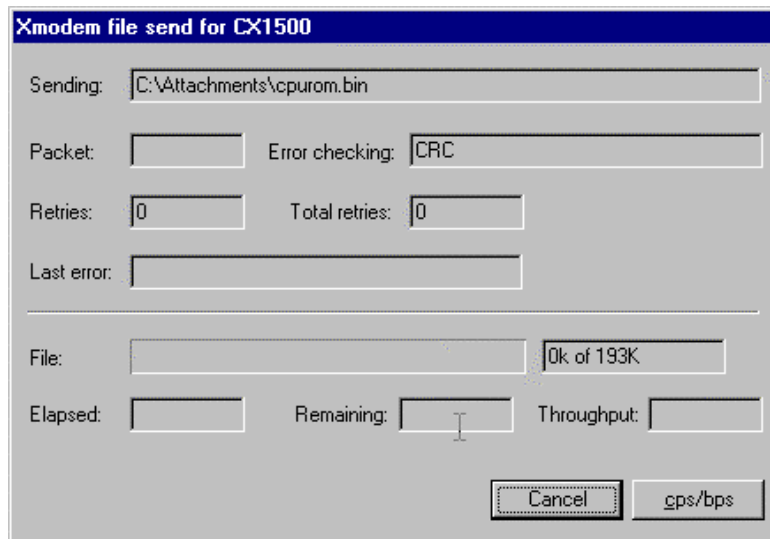 Xmodem file send for CX1500
Sending: C:\Attachments\cpurom.bin
Packet: Error checking: CRC
Retries: 0 Total retries: 0
Last error:
File: 0k of 193K
Elapsed: Remaining: Throughput:
Cancel cps/bps